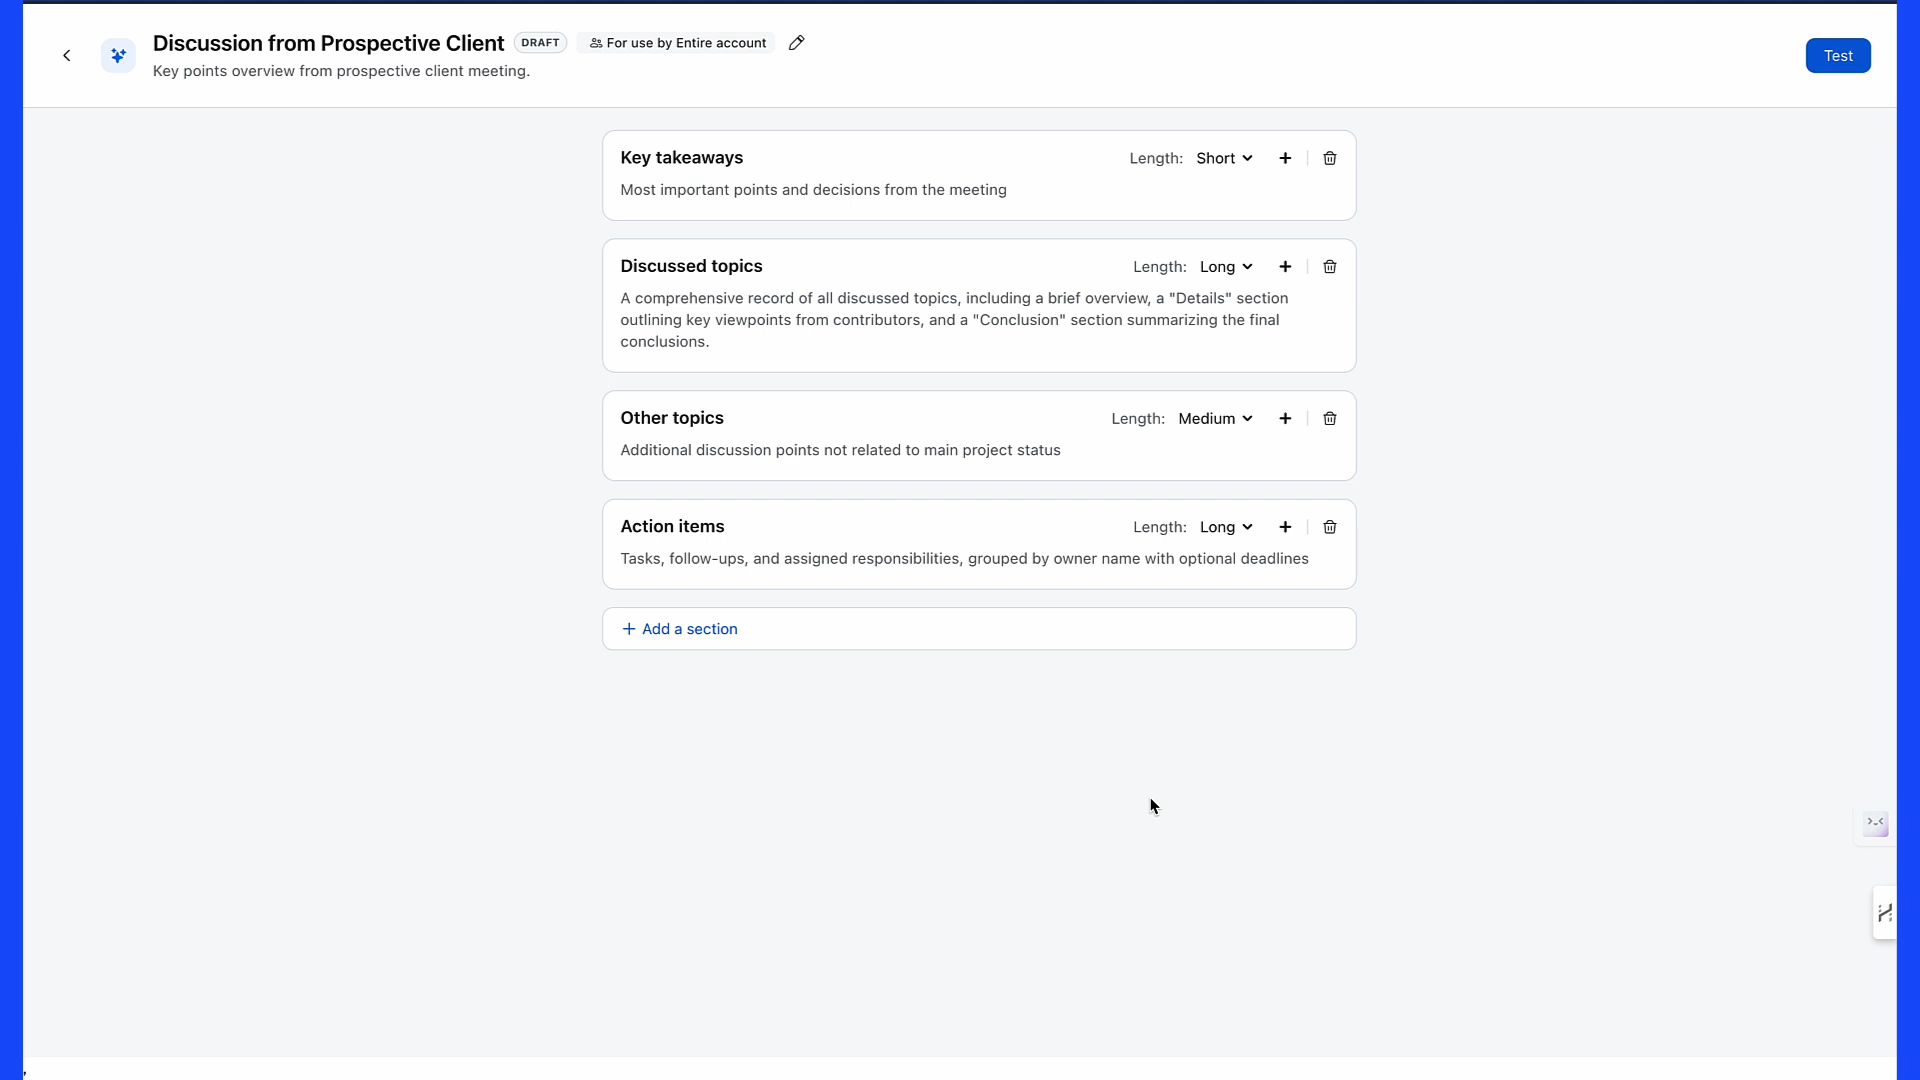 Discussion from Prospective Client DRAFT For use by Entire account
Key points overview from prospective client meeting.
Test
Key takeaways Length: Short
Most important points and decisions from the meeting
Discussed topics Length: Long
A comprehensive record of all discussed topics, including a brief overview, a "Details" section
outlining key viewpoints from contributors, and a "Conclusion" section summarizing the final
conclusions.
Other topics Length: Medium
Additional discussion points not related to main project status
Action items Length: Long
Tasks, follow-ups, and assigned responsibilities, grouped by owner name with optional deadlines
+ Add a section